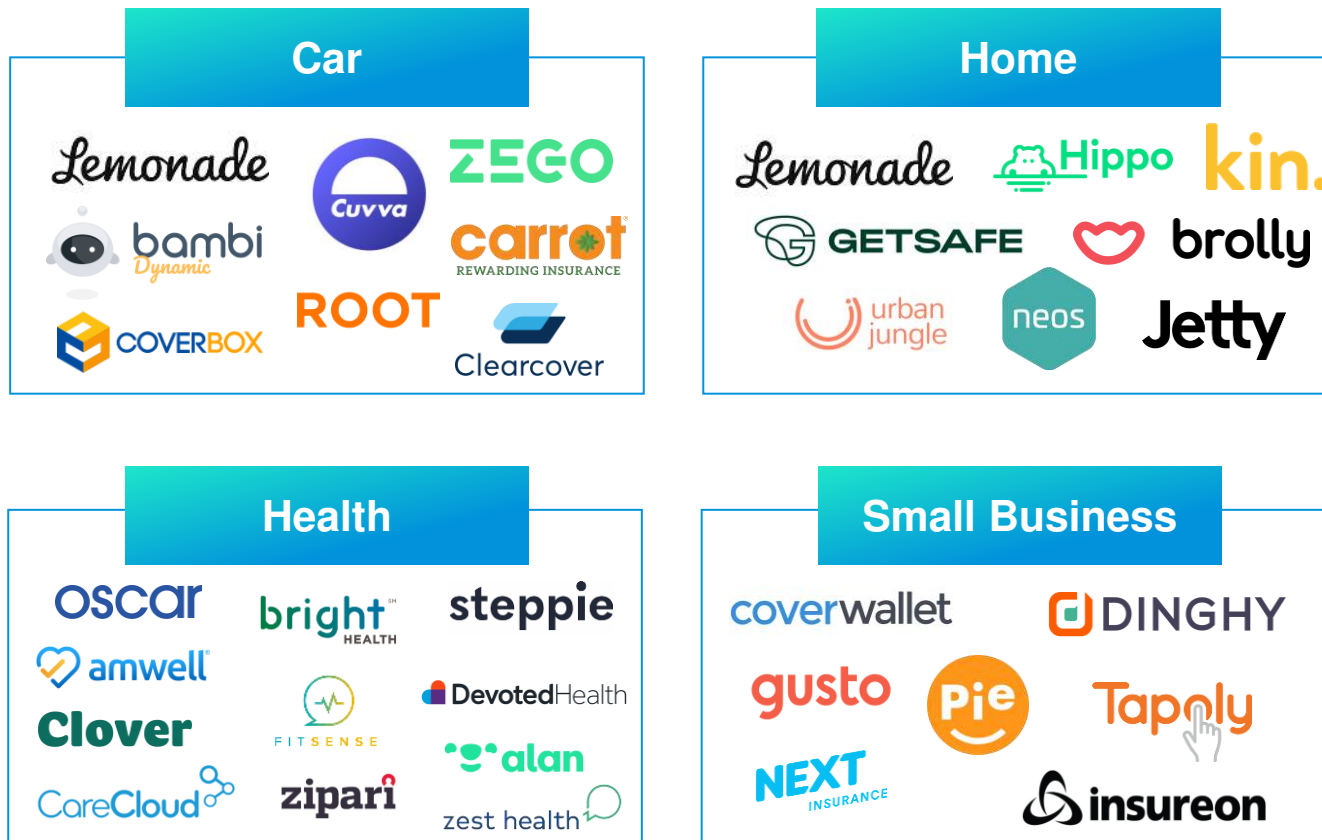 Car
Lemonade
Cuvva
ZEGO
bambi
Dynamic
carrot
REWARDING INSURANCE
ROOT
COVERBOX
Clearcover
Home
Lemonade
Hippo
kin.
GETSAFE
brolly
urban
jungle
neos
Jetty
Health
oscar
bright℠
HEALTH
steppie
amwell®
DevotedHealth
FITSENSE
Clover
alan
CareCloud
zipari
zest health
Small Business
coverwallet
DINGHY
gusto
Pie
Tapoly
NEXT
INSURANCE
insureon